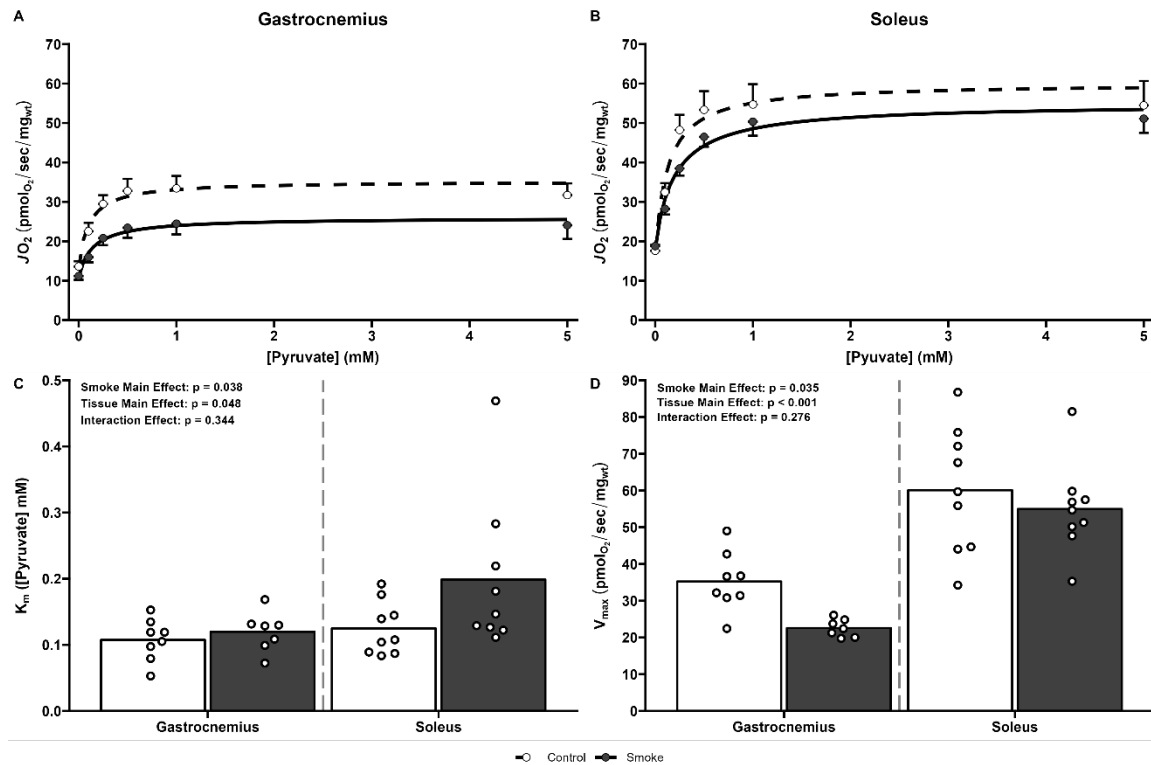 A
Gastrocnemius
70
60
50
40
30
20
10
0
JO2 (pmolO2/sec/mgwt)
0
1
2
3
4
5
[Pyruvate] (mM)
B
Soleus
70
60
50
40
30
20
10
0
JO2 (pmolO2/sec/mgwt)
0
1
2
3
4
5
[Pyuvate] (mM)
C
0.5
0.4
0.3
0.2
0.1
0.0
Km ([Pyruvate] mM)
Smoke Main Effect: p = 0.038
Tissue Main Effect: p = 0.048
Interaction Effect: p = 0.344
Gastrocnemius
Soleus
D
90
80
70
60
50
40
30
20
10
0
Vmax (pmolO2/sec/mgwt)
Smoke Main Effect: p = 0.035
Tissue Main Effect: p < 0.001
Interaction Effect: p = 0.276
Gastrocnemius
Soleus
Control
Smoke